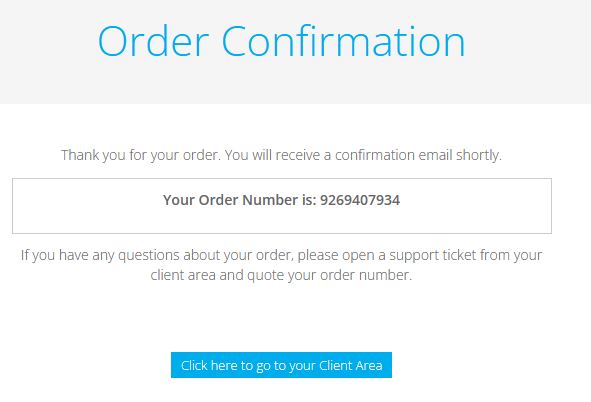 Order Confirmation
Thank you for your order. You will receive a confirmation email shortly.
Your Order Number is: 9269407934
If you have any questions about your order, please open a support ticket from your
client area and quote your order number.
Click here to go to your Client Area